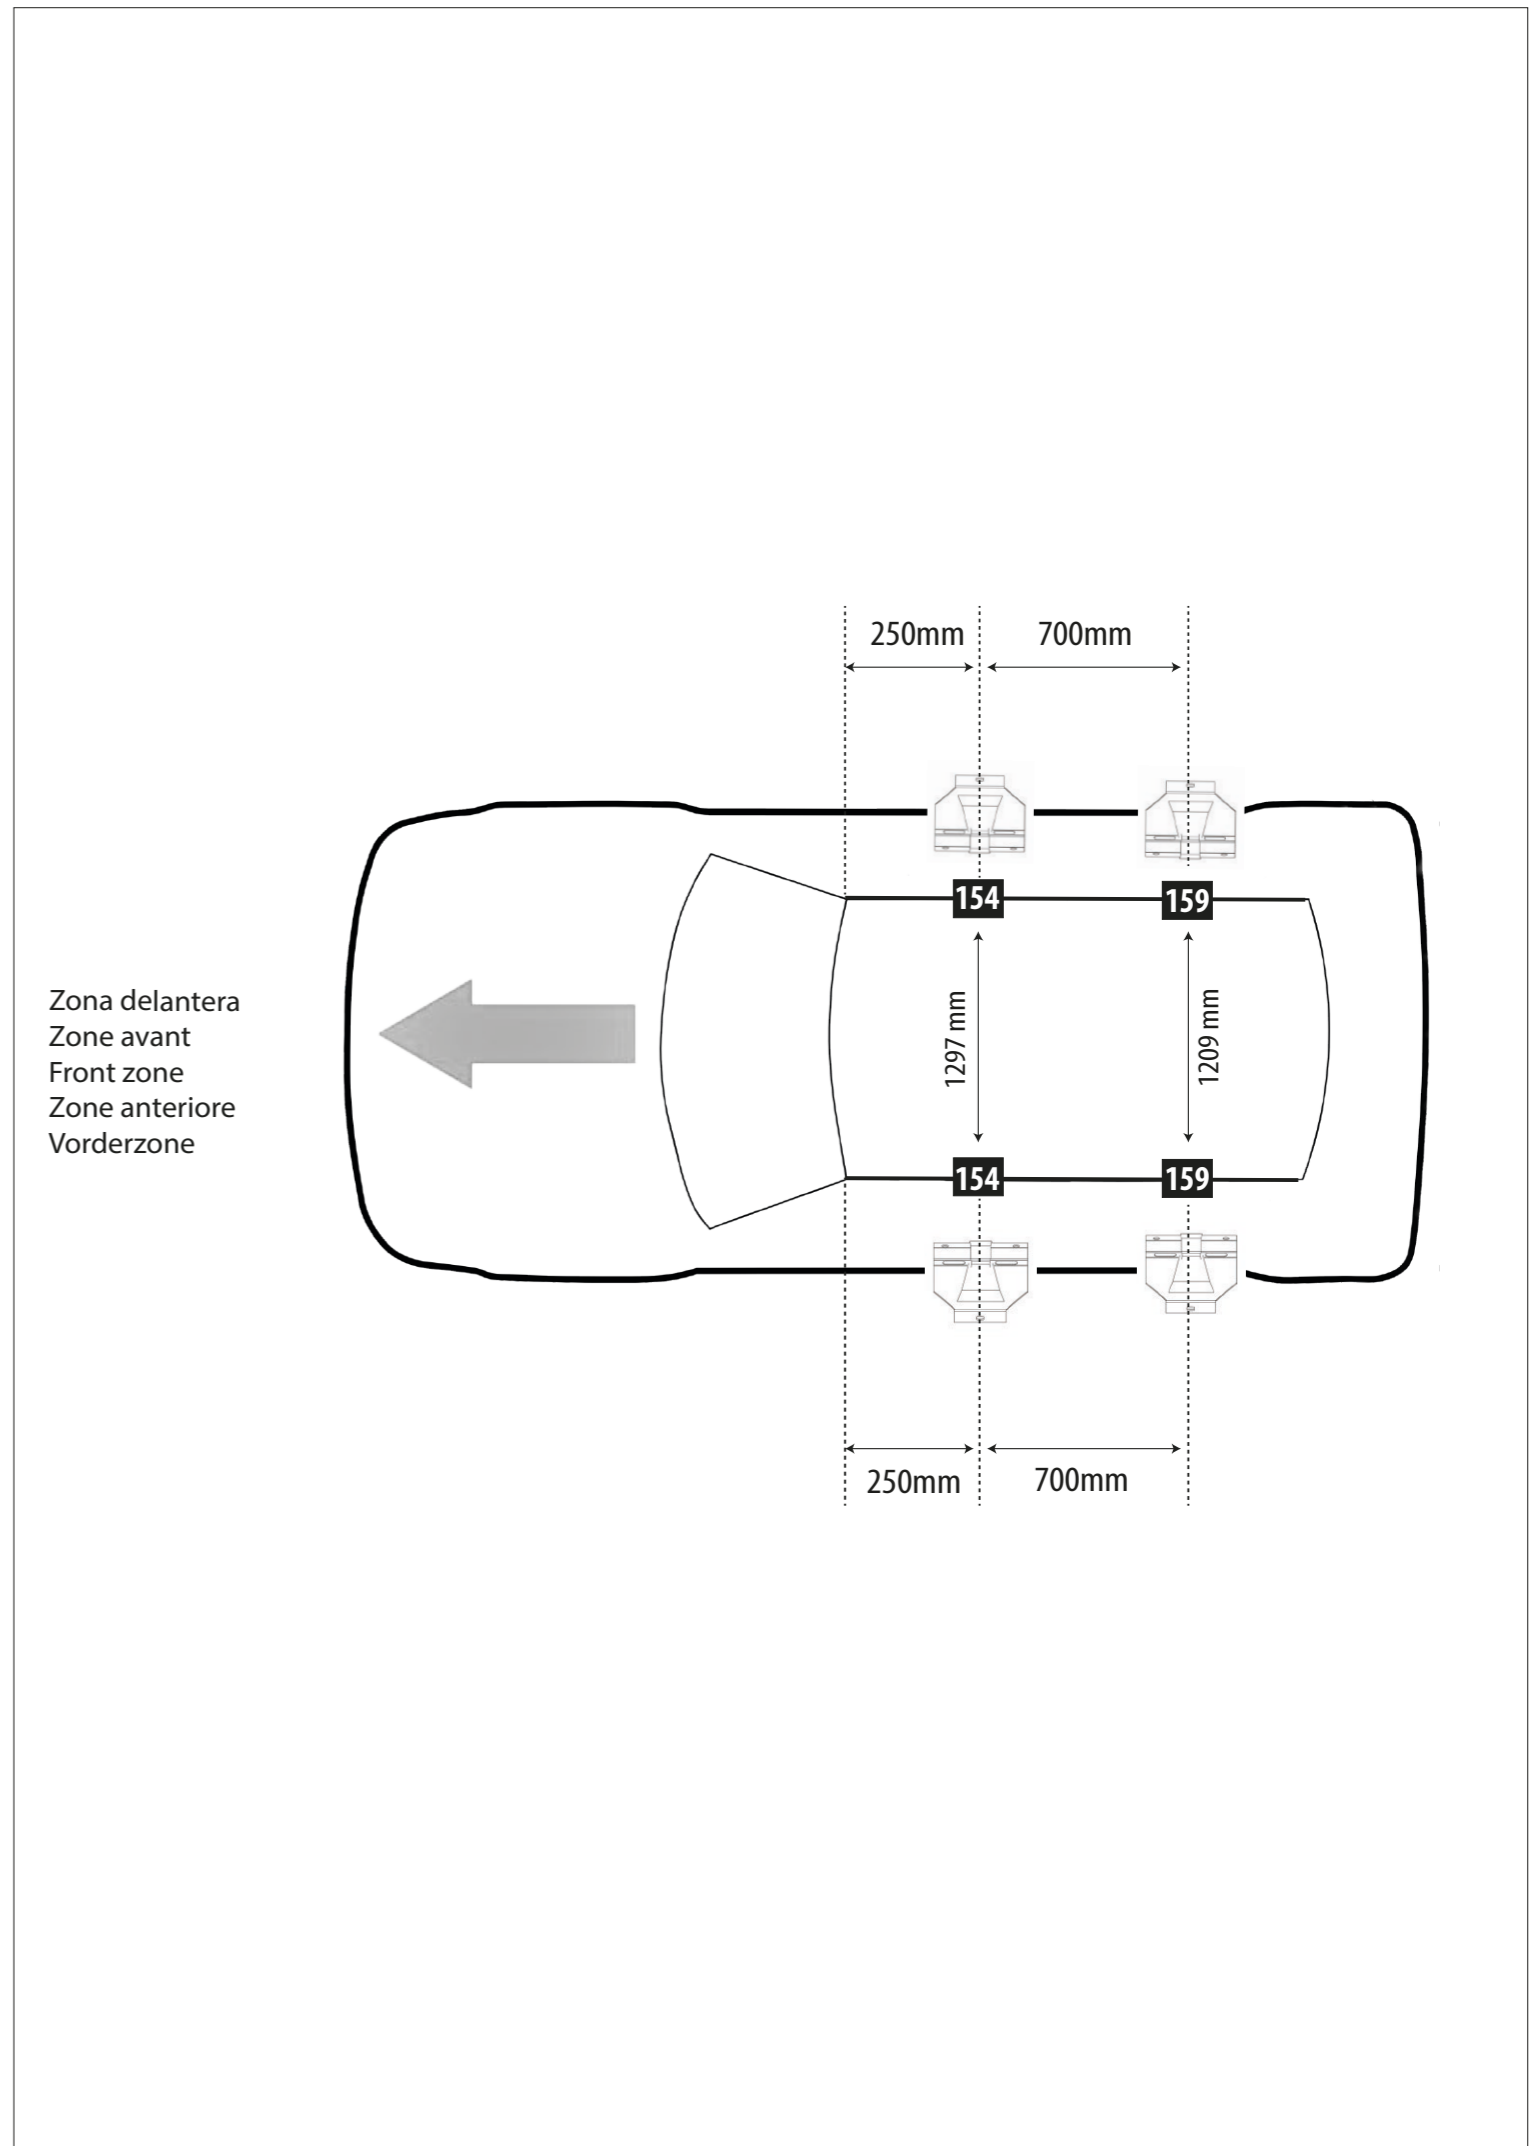 250mm 700mm
154 159
Zona delantera
Zone avant
Front zone
Zone anteriore
Vorderzone
1297 mm 1209 mm
154 159
250mm 700mm